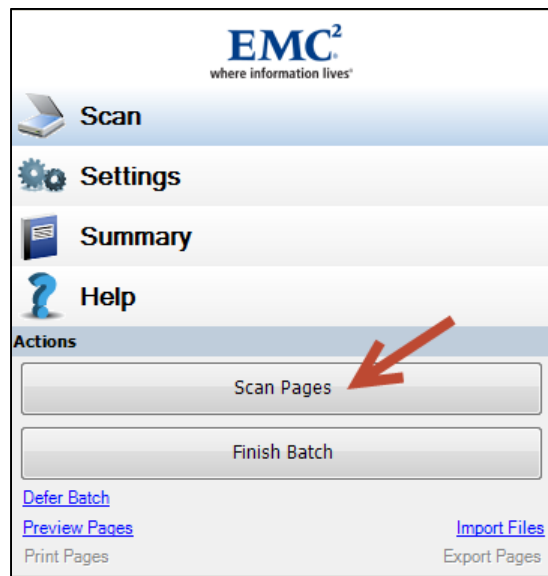 EMC²
where information lives®
Scan
Settings
Summary
Help
Actions
Scan Pages
Finish Batch
Defer Batch
Preview Pages Import Files
Print Pages Export Pages